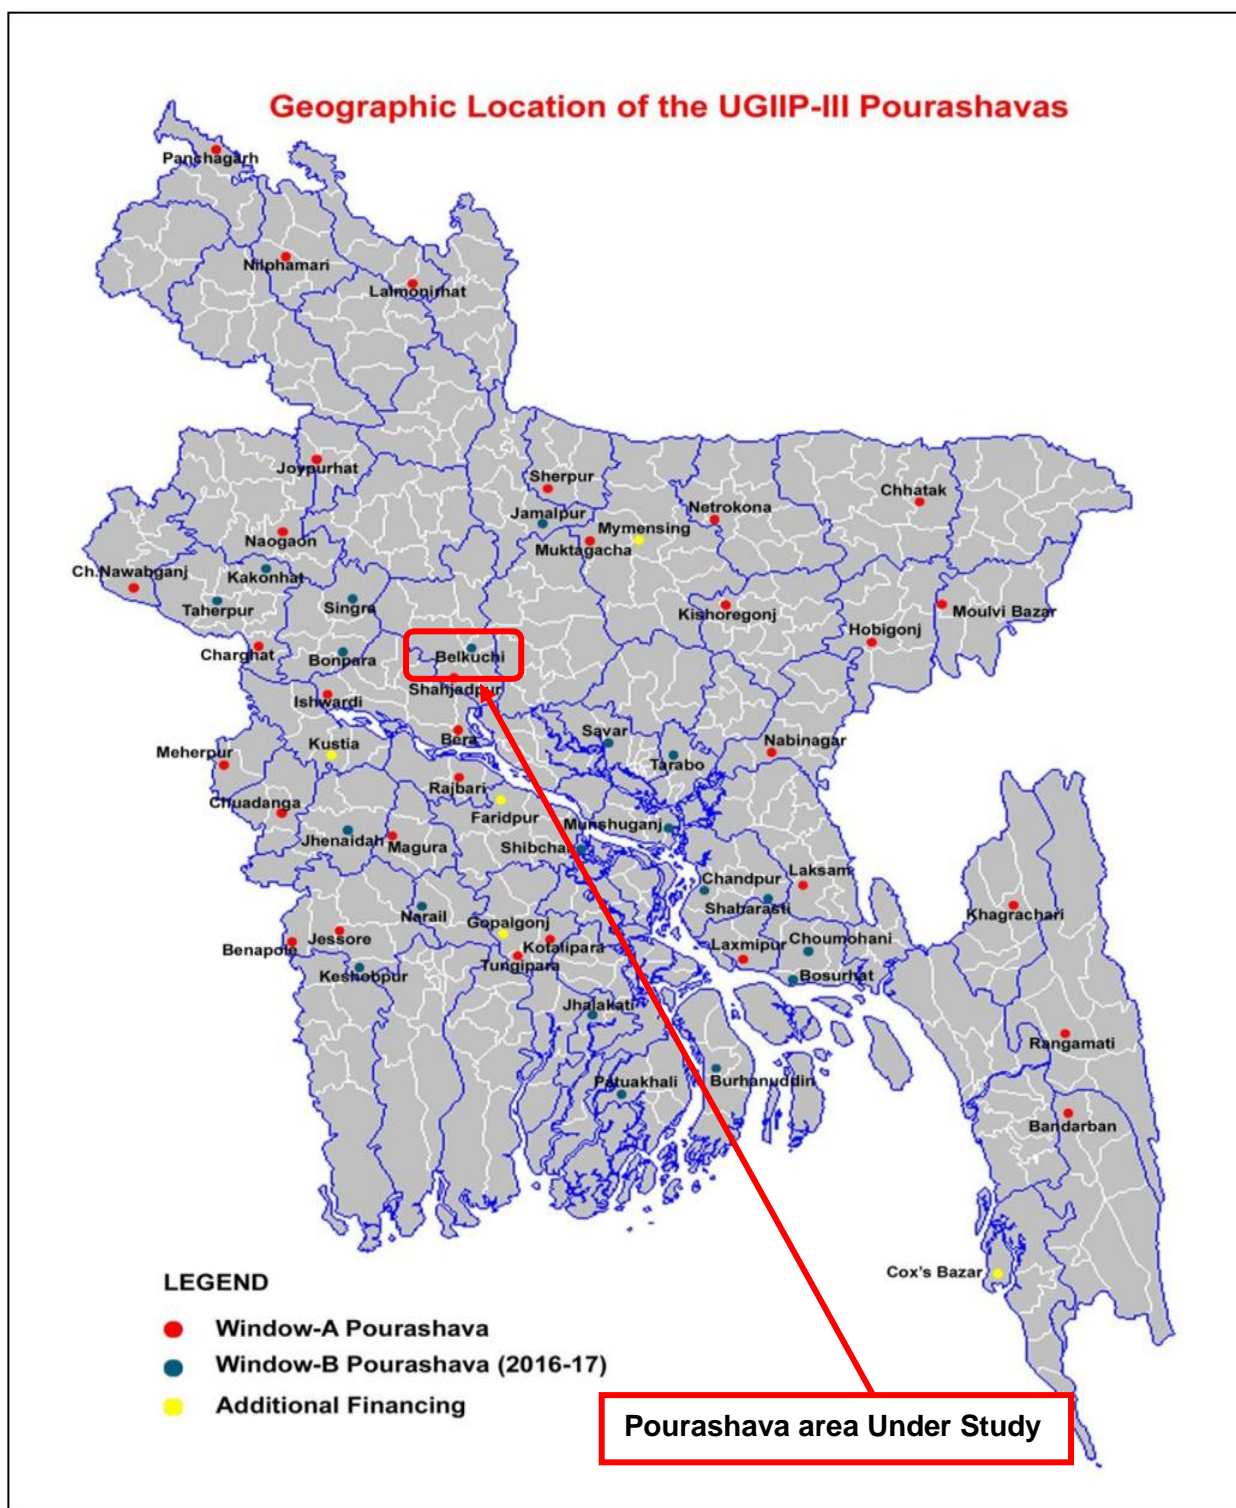 Geographic Location of the UGIIP-III Pourashavas
Panchagarh
Nilphamari
Lalmonirhat
Joypurhat
Sherpur
Chhatak
Jamalpur
Netrokona
Naogaon
Mymensing
Muktagacha
Ch.Nawabganj
Kakonhat
Taherpur
Singra
Kishoregonj
Moulvi Bazar
Hobigonj
Charghat
Bonpara
Belkuchi
Shahjadpur
Ishwardi
Bera
Savar
Kustia
Meherpur
Nabinagar
Tarabo
Rajbari
Chuadanga
Faridpur
Munshuganj
Jhenaidah
Magura
Shibchar
Chandpur
Laksam
Shaharasti
Khagrachari
Narail
Gopalgonj
Jessore
Benapole
Kotalipara
Laxmipur
Choumohani
Tungipara
Keshobpur
Bosurhat
Jhalakati
Rangamati
Patuakhali
Burhanuddin
Bandarban
Cox's Bazar
LEGEND
Window-A Pourashava
Window-B Pourashava (2016-17)
Additional Financing
Pourashava area Under Study